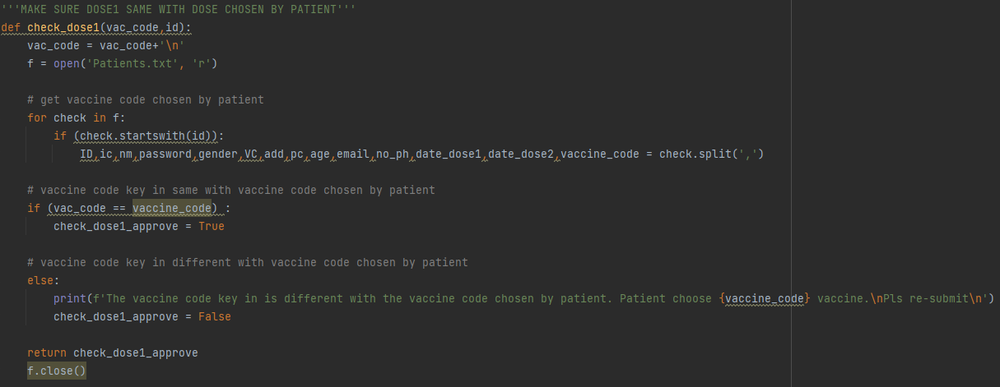 '''MAKE SURE DOSE1 SAME WITH DOSE CHOSEN BY PATIENT'''
def check_dose1(vac_code,id):
    vac_code = vac_code+'\n'
    f = open('Patients.txt', 'r')

    # get vaccine code chosen by patient
    for check in f:
        if (check.startswith(id)):
            ID,ic,nm,password,gender,VC,add,pc,age,email,no_ph,date_dose1,date_dose2,vaccine_code = check.split(',')

    # vaccine code key in same with vaccine code chosen by patient
    if (vac_code == vaccine_code) :
        check_dose1_approve = True

    # vaccine code key in different with vaccine code chosen by patient
    else:
        print(f'The vaccine code key in is different with the vaccine code chosen by patient. Patient choose {vaccine_code} vaccine.\nPls re-submit\n')
        check_dose1_approve = False

    return check_dose1_approve
    f.close()